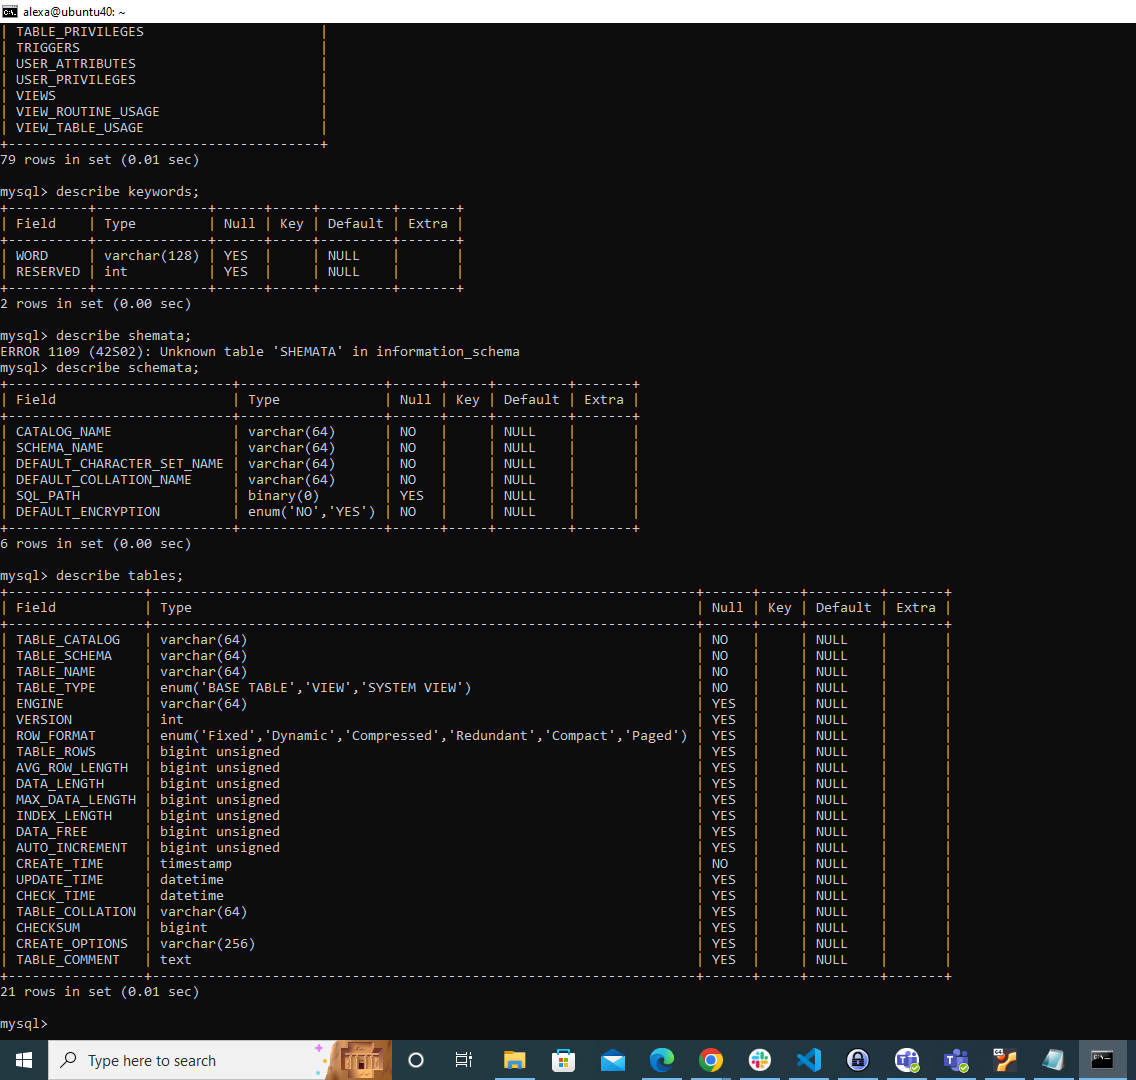 alexa@ubuntu40: ~
| TABLE_PRIVILEGES                      |
| TRIGGERS                              |
| USER_ATTRIBUTES                       |
| USER_PRIVILEGES                       |
| VIEWS                                 |
| VIEW_ROUTINE_USAGE                    |
| VIEW_TABLE_USAGE                      |
+---------------------------------------+
79 rows in set (0.01 sec)
mysql> describe keywords;
+----------+--------------+------+-----+---------+-------+
| Field    | Type         | Null | Key | Default | Extra |
+----------+--------------+------+-----+---------+-------+
| WORD     | varchar(128) | YES  |     | NULL    |       |
| RESERVED | int          | YES  |     | NULL    |       |
+----------+--------------+------+-----+---------+-------+
2 rows in set (0.00 sec)
mysql> describe shemata;
ERROR 1109 (42S02): Unknown table 'SHEMATA' in information_schema
mysql> describe schemata;
+----------------------------+-----------------+------+-----+---------+-------+
| Field                      | Type            | Null | Key | Default | Extra |
+----------------------------+-----------------+------+-----+---------+-------+
| CATALOG_NAME               | varchar(64)     | NO   |     | NULL    |       |
| SCHEMA_NAME                | varchar(64)     | NO   |     | NULL    |       |
| DEFAULT_CHARACTER_SET_NAME | varchar(64)     | NO   |     | NULL    |       |
| DEFAULT_COLLATION_NAME     | varchar(64)     | NO   |     | NULL    |       |
| SQL_PATH                   | binary(0)       | YES  |     | NULL    |       |
| DEFAULT_ENCRYPTION         | enum('NO','YES') | NO   |     | NULL    |       |
+----------------------------+-----------------+------+-----+---------+-------+
6 rows in set (0.00 sec)
mysql> describe tables;
+-----------------+--------------------------------------------------------------------+------+-----+---------+-------+
| Field           | Type                                                               | Null | Key | Default | Extra |
+-----------------+--------------------------------------------------------------------+------+-----+---------+-------+
| TABLE_CATALOG   | varchar(64)                                                        | NO   |     | NULL    |       |
| TABLE_SCHEMA    | varchar(64)                                                        | NO   |     | NULL    |       |
| TABLE_NAME      | varchar(64)                                                        | NO   |     | NULL    |       |
| TABLE_TYPE      | enum('BASE TABLE','VIEW','SYSTEM VIEW')                            | NO   |     | NULL    |       |
| ENGINE          | varchar(64)                                                        | YES  |     | NULL    |       |
| VERSION         | int                                                                | YES  |     | NULL    |       |
| ROW_FORMAT      | enum('Fixed','Dynamic','Compressed','Redundant','Compact','Paged') | YES  |     | NULL    |       |
| TABLE_ROWS      | bigint unsigned                                                    | YES  |     | NULL    |       |
| AVG_ROW_LENGTH  | bigint unsigned                                                    | YES  |     | NULL    |       |
| DATA_LENGTH     | bigint unsigned                                                    | YES  |     | NULL    |       |
| MAX_DATA_LENGTH | bigint unsigned                                                    | YES  |     | NULL    |       |
| INDEX_LENGTH    | bigint unsigned                                                    | YES  |     | NULL    |       |
| DATA_FREE       | bigint unsigned                                                    | YES  |     | NULL    |       |
| AUTO_INCREMENT  | bigint unsigned                                                    | YES  |     | NULL    |       |
| CREATE_TIME     | timestamp                                                          | NO   |     | NULL    |       |
| UPDATE_TIME     | datetime                                                           | YES  |     | NULL    |       |
| CHECK_TIME      | datetime                                                           | YES  |     | NULL    |       |
| TABLE_COLLATION | varchar(64)                                                        | YES  |     | NULL    |       |
| CHECKSUM        | bigint                                                             | YES  |     | NULL    |       |
| CREATE_OPTIONS  | varchar(256)                                                       | YES  |     | NULL    |       |
| TABLE_COMMENT   | text                                                               | YES  |     | NULL    |       |
+-----------------+--------------------------------------------------------------------+------+-----+---------+-------+
21 rows in set (0.01 sec)
mysql>
Type here to search